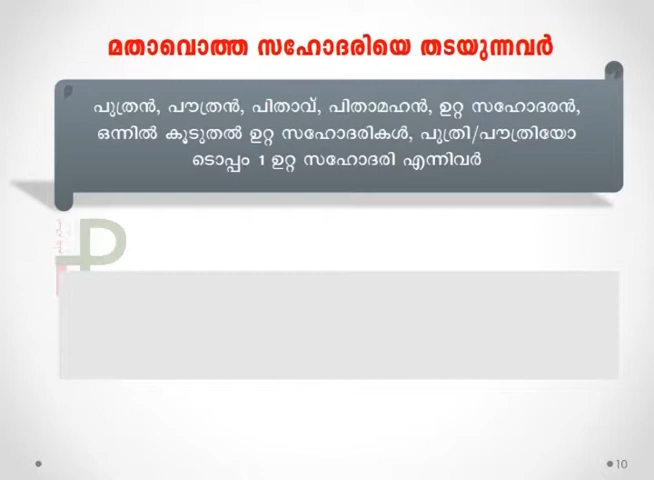 മതാവൊത്ത സഹോദരിയെ തടയുന്നവർ
പുത്രൻ, പൗത്രൻ, പിതാവ്, പിതാമഹൻ, ഉറ്റ സഹോദരൻ,
ഒന്നിൽ കൂടുതൽ ഉറ്റ സഹോദരികൾ, പുത്രി/പൗത്രിയോ
ടൊപ്പം 1 ഉറ്റ സഹോദരി എന്നിവർ
10